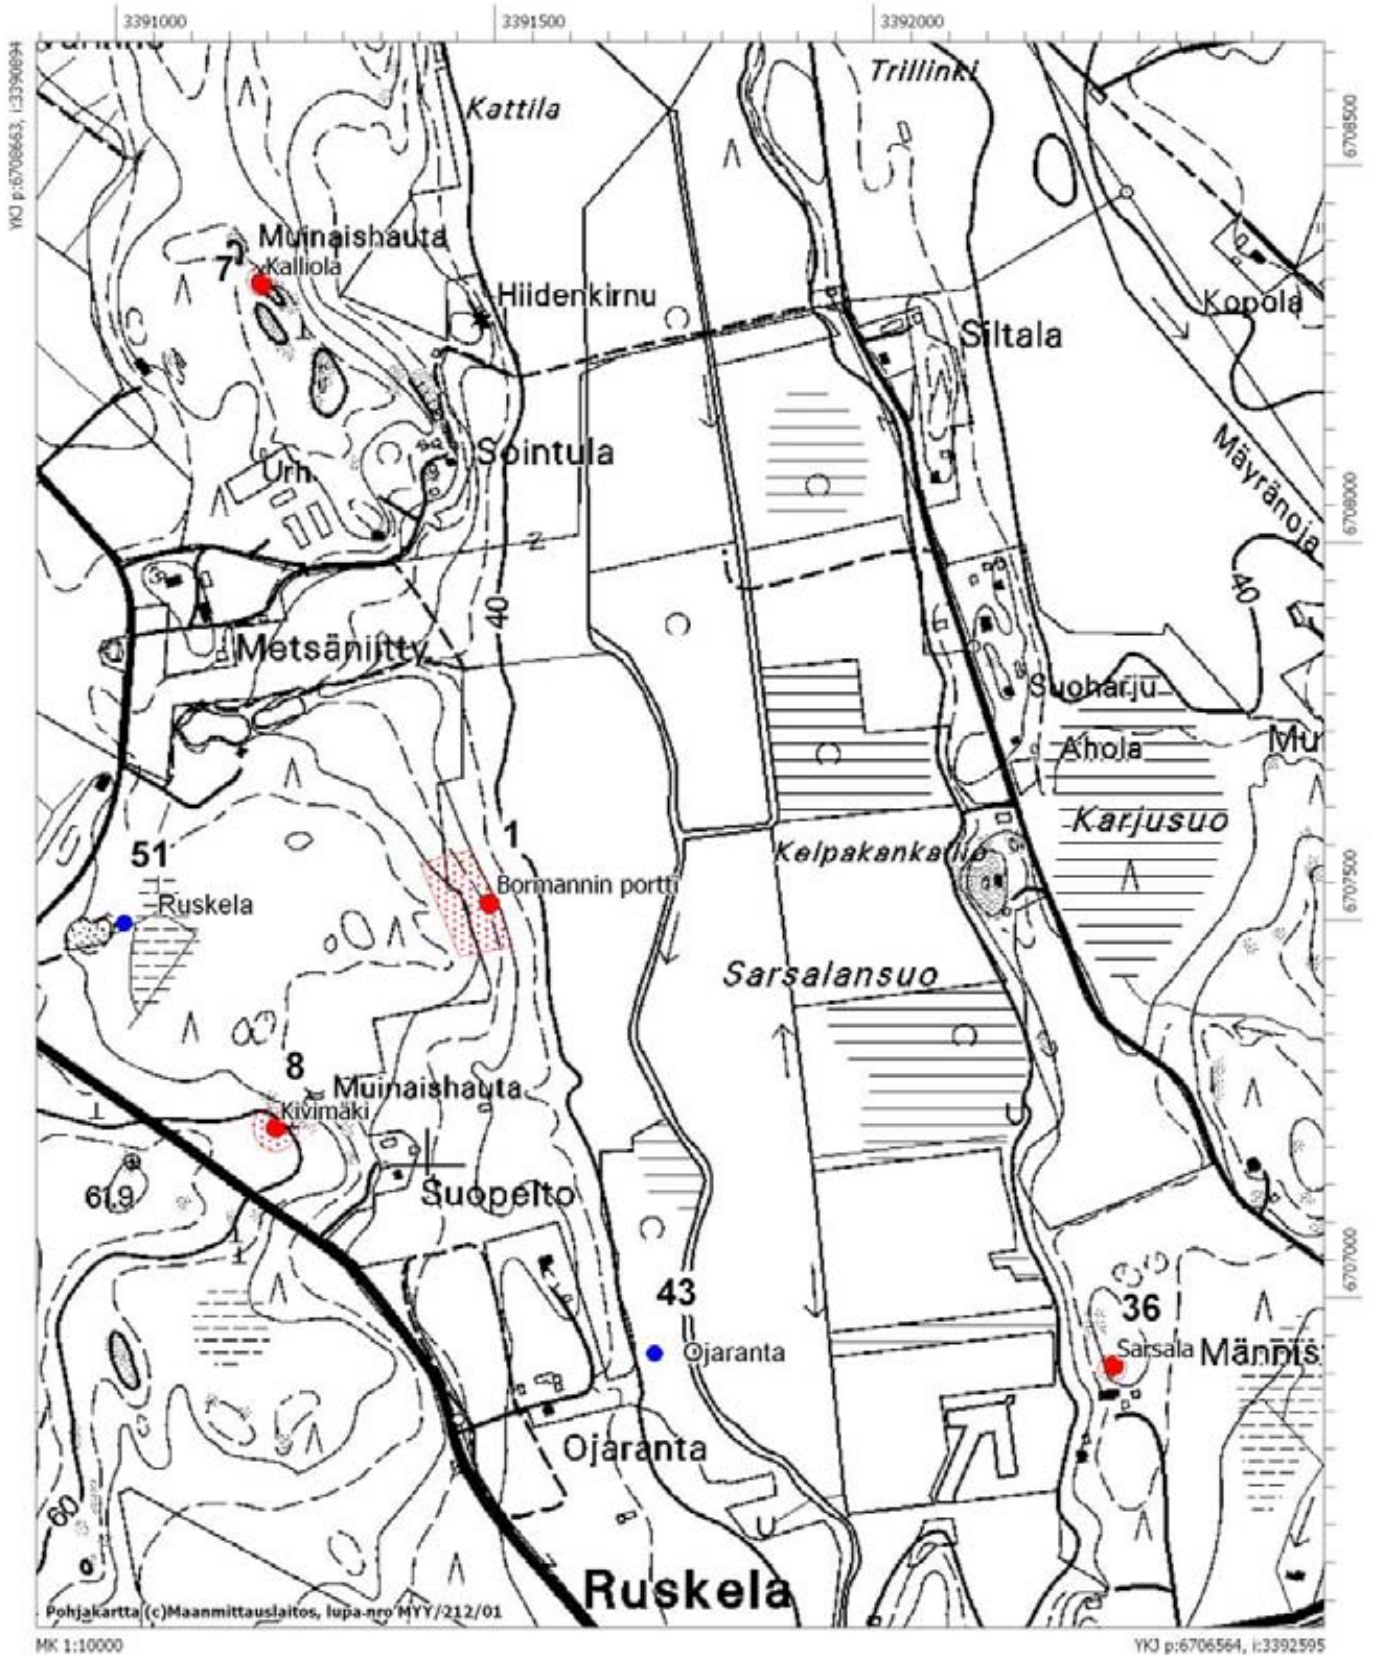 3391000
3391500
3392000
YKJ p:6708663, i:3390894
6708500
Trillinki
Kattila
Muinaishauta
7
Kalliola
Hiidenkirnu
Kopola
Siltala
Sointula
Urh.
Mäyränoja
6708000
Z
40
40
Metsäniitty
Suoharju
Ahola
Mu
Karjusuo
1
Kelpakankallio
51
Bormannin portti
6707500
Ruskela
Sarsalansuo
8
Muinaishauta
Kivimäki
61.9
Suopelto
6707000
43
36
Ojaranta
Sarsala
Männis
Ojaranta
60
Ruskela
Pohjakartta (c)Maanmittauslaitos, lupa-nro MYY/212/01
MK 1:10000
YKJ p:6706564, i:3392595